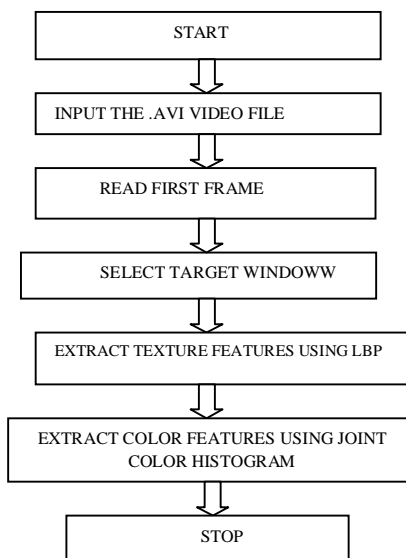 START
INPUT THE .AVI VIDEO FILE
READ FIRST FRAME
SELECT TARGET WINDOWW
EXTRACT TEXTURE FEATURES USING LBP
EXTRACT COLOR FEATURES USING JOINT
COLOR HISTOGRAM
STOP